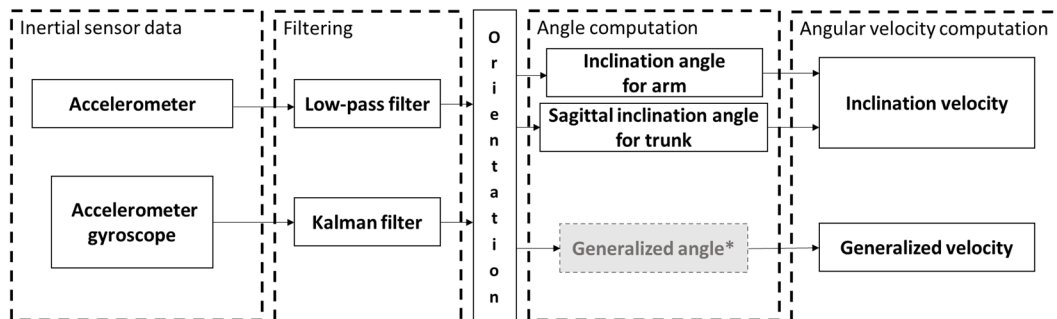 Inertial sensor data
Filtering
Orientation
Angle computation
Angular velocity computation
Accelerometer
Low-pass filter
Inclination angle
for arm
Inclination velocity
Sagittal inclination angle
for trunk
Accelerometer
gyroscope
Kalman filter
Generalized angle*
Generalized velocity